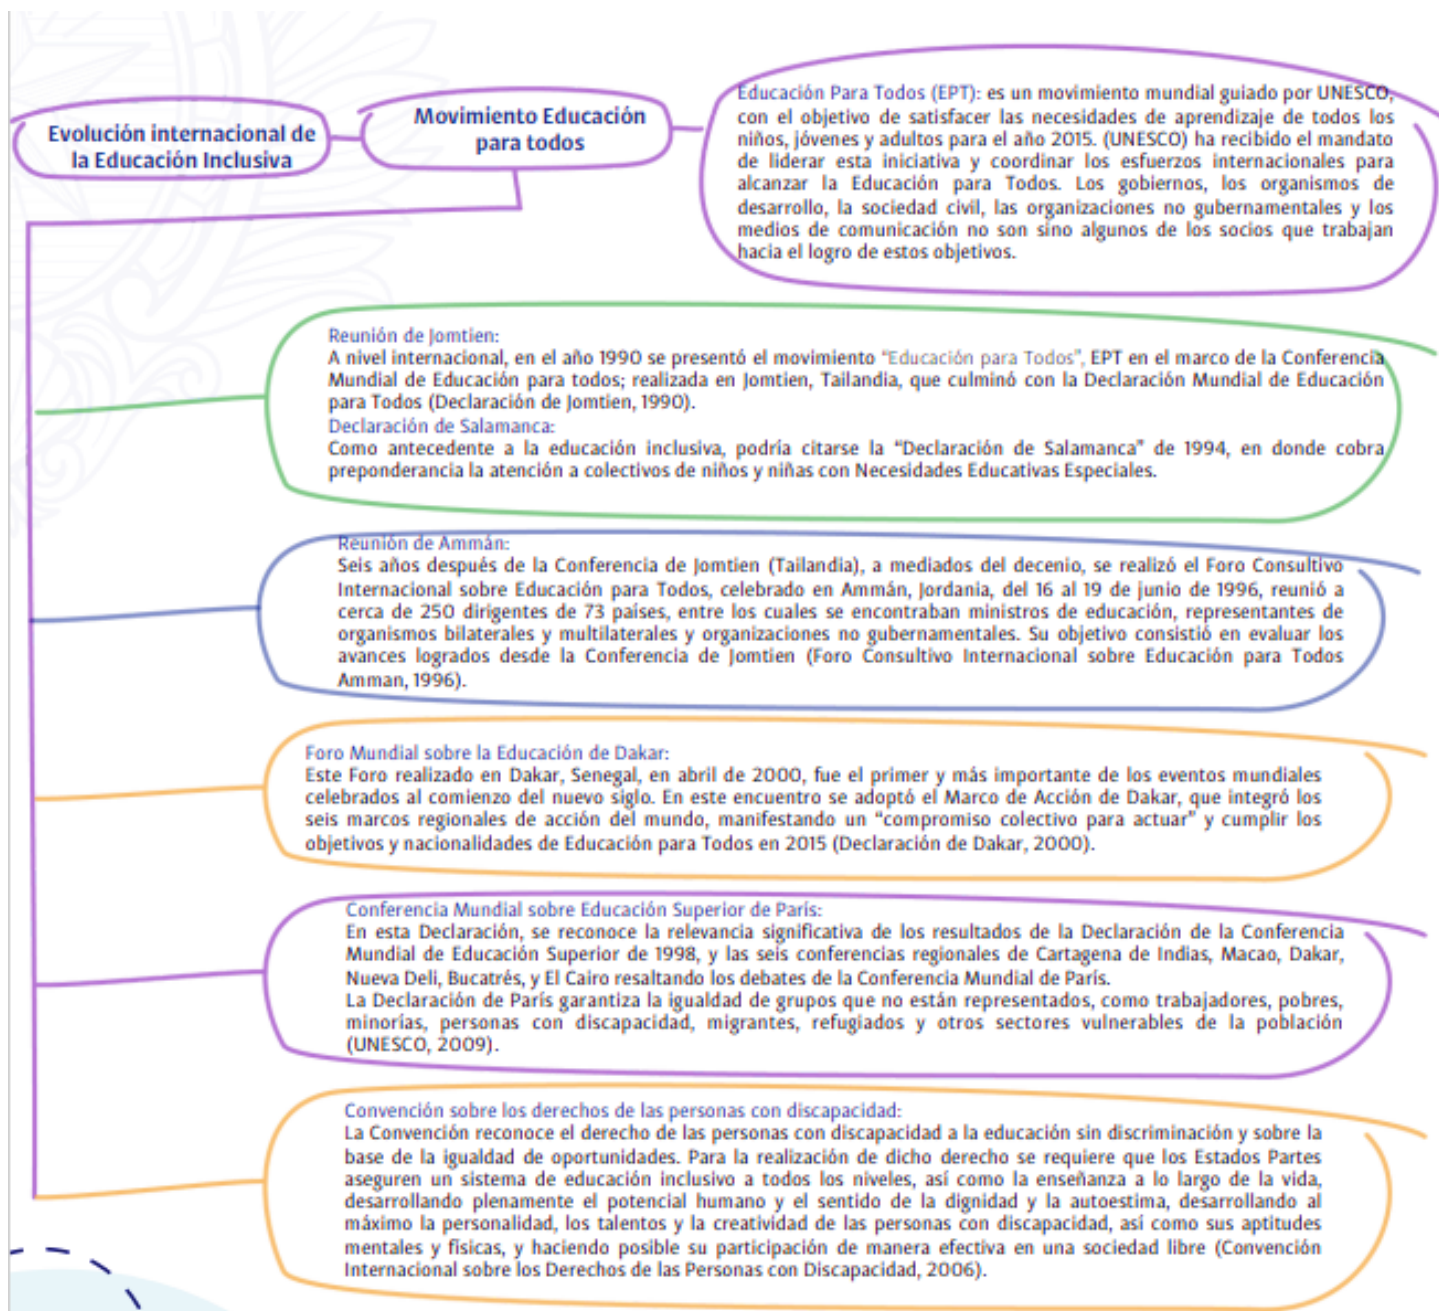 Evolución internacional de
la Educación Inclusiva
Movimiento Educación
para todos
Educación Para Todos (EPT): es un movimiento mundial guiado por UNESCO,
con el objetivo de satisfacer las necesidades de aprendizaje de todos los
niños, jóvenes y adultos para el año 2015. (UNESCO) ha recibido el mandato
de liderar esta iniciativa y coordinar los esfuerzos internacionales para
alcanzar la Educación para Todos. Los gobiernos, los organismos de
desarrollo, la sociedad civil, las organizaciones no gubernamentales y los
medios de comunicación no son sino algunos de los socios que trabajan
hacia el logro de estos objetivos.
Reunión de Jomtien:
A nivel internacional, en el año 1990 se presentó el movimiento “Educación para Todos”, EPT en el marco de la Conferencia
Mundial de Educación para todos; realizada en Jomtien, Tailandia, que culminó con la Declaración Mundial de Educación
para Todos (Declaración de Jomtien, 1990).
Declaración de Salamanca:
Como antecedente a la educación inclusiva, podría citarse la “Declaración de Salamanca” de 1994, en donde cobra
preponderancia la atención a colectivos de niños y niñas con Necesidades Educativas Especiales.
Reunión de Ammán:
Seis años después de la Conferencia de Jomtien (Tailandia), a mediados del decenio, se realizó el Foro Consultivo
Internacional sobre Educación para Todos, celebrado en Ammán, Jordania, del 16 al 19 de junio de 1996, reunió a
cerca de 250 dirigentes de 73 países, entre los cuales se encontraban ministros de educación, representantes de
organismos bilaterales y multilaterales y organizaciones no gubernamentales. Su objetivo consistió en evaluar los
avances logrados desde la Conferencia de Jomtien (Foro Consultivo Internacional sobre Educación para Todos
Amman, 1996).
Foro Mundial sobre la Educación de Dakar:
Este Foro realizado en Dakar, Senegal, en abril de 2000, fue el primer y más importante de los eventos mundiales
celebrados al comienzo del nuevo siglo. En este encuentro se adoptó el Marco de Acción de Dakar, que integró los
seis marcos regionales de acción del mundo, manifestando un “compromiso colectivo para actuar” y cumplir los
objetivos y nacionalidades de Educación para Todos en 2015 (Declaración de Dakar, 2000).
Conferencia Mundial sobre Educación Superior de París:
En esta Declaración, se reconoce la relevancia significativa de los resultados de la Declaración de la Conferencia
Mundial de Educación Superior de 1998, y las seis conferencias regionales de Cartagena de Indias, Macao, Dakar,
Nueva Deli, Bucatrés, y El Cairo resaltando los debates de la Conferencia Mundial de París.
La Declaración de París garantiza la igualdad de grupos que no están representados, como trabajadores, pobres,
minorías, personas con discapacidad, migrantes, refugiados y otros sectores vulnerables de la población
(UNESCO, 2009).
Convención sobre los derechos de las personas con discapacidad:
La Convención reconoce el derecho de las personas con discapacidad a la educación sin discriminación y sobre la
base de la igualdad de oportunidades. Para la realización de dicho derecho se requiere que los Estados Partes
aseguren un sistema de educación inclusivo a todos los niveles, así como la enseñanza a lo largo de la vida,
desarrollando plenamente el potencial humano y el sentido de la dignidad y la autoestima, desarrollando al
máximo la personalidad, los talentos y la creatividad de las personas con discapacidad, así como sus aptitudes
mentales y físicas, y haciendo posible su participación de manera efectiva en una sociedad libre (Convención
Internacional sobre los Derechos de las Personas con Discapacidad, 2006).